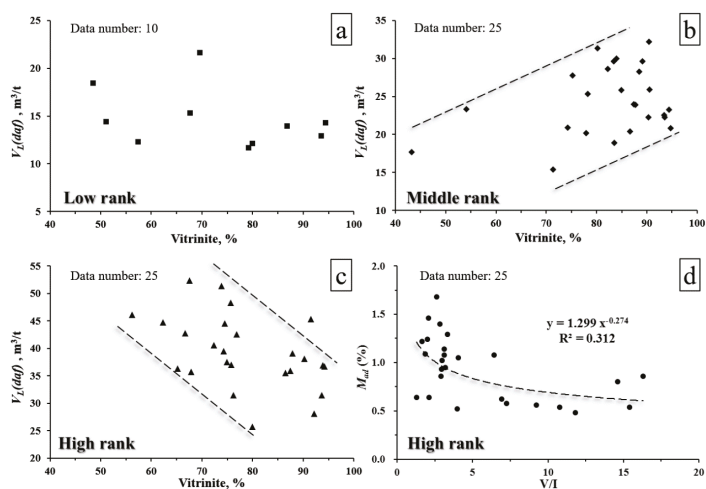 Data number: 10
a
V_L(daf), m³/t
25
20
15
10
5
Low rank
40 50 60 70 80 90 100
Vitrinite, %
Data number: 25
b
V_L(daf), m³/t
35
30
25
20
15
10
Middle rank
40 50 60 70 80 90 100
Vitrinite, %
Data number: 25
c
V_L(daf), m³/t
55
50
45
40
35
30
25
20
High rank
50 60 70 80 90 100
Vitrinite, %
Data number: 25
d
M_ad (%)
2.0
1.5
1.0
0.5
0.0
y = 1.299 x^-0.274
R² = 0.312
High rank
0 5 10 15 20
V/I